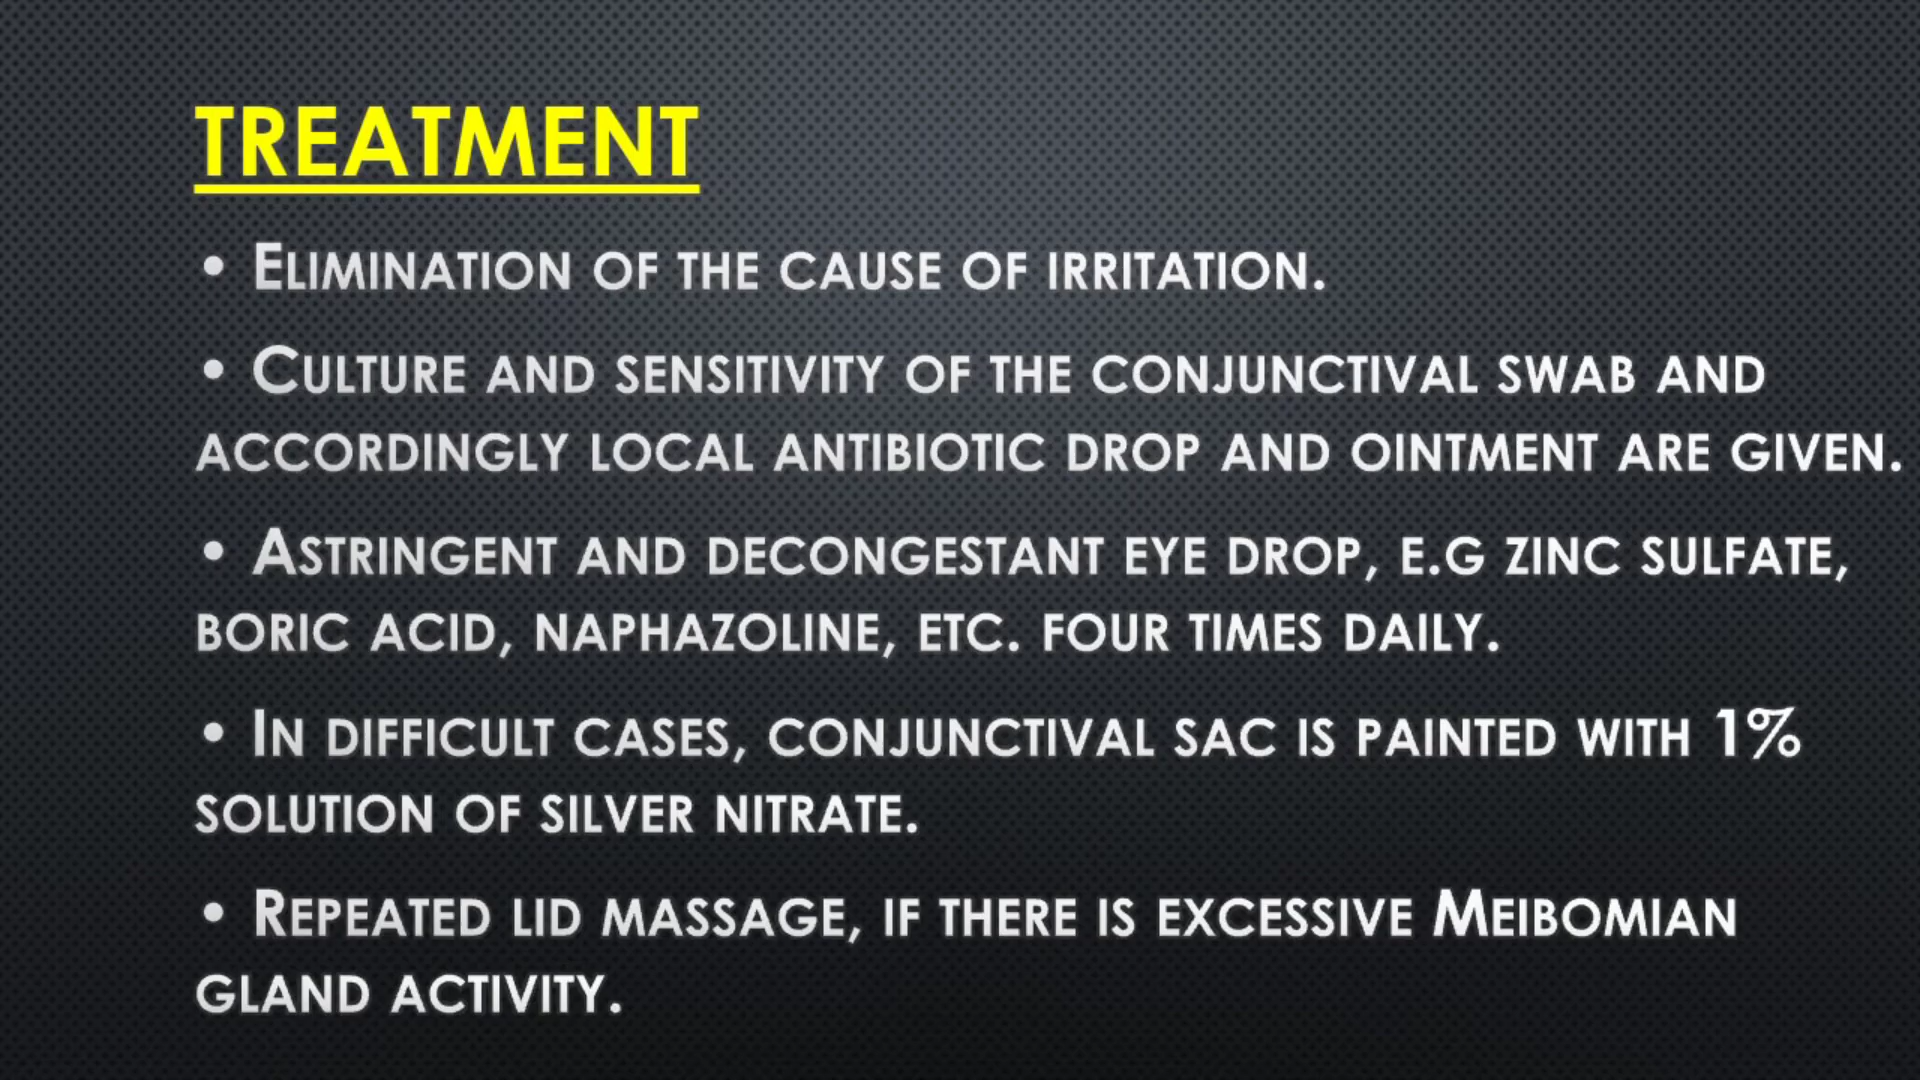 TREATMENT
• ELIMINATION OF THE CAUSE OF IRRITATION.
• CULTURE AND SENSITIVITY OF THE CONJUNCTIVAL SWAB AND
ACCORDINGLY LOCAL ANTIBIOTIC DROP AND OINTMENT ARE GIVEN.
• ASTRINGENT AND DECONGESTANT EYE DROP, E.G ZINC SULFATE,
BORIC ACID, NAPHAZOLINE, ETC. FOUR TIMES DAILY.
• IN DIFFICULT CASES, CONJUNCTIVAL SAC IS PAINTED WITH 1%
SOLUTION OF SILVER NITRATE.
• REPEATED LID MASSAGE, IF THERE IS EXCESSIVE MEIBOMIAN
GLAND ACTIVITY.